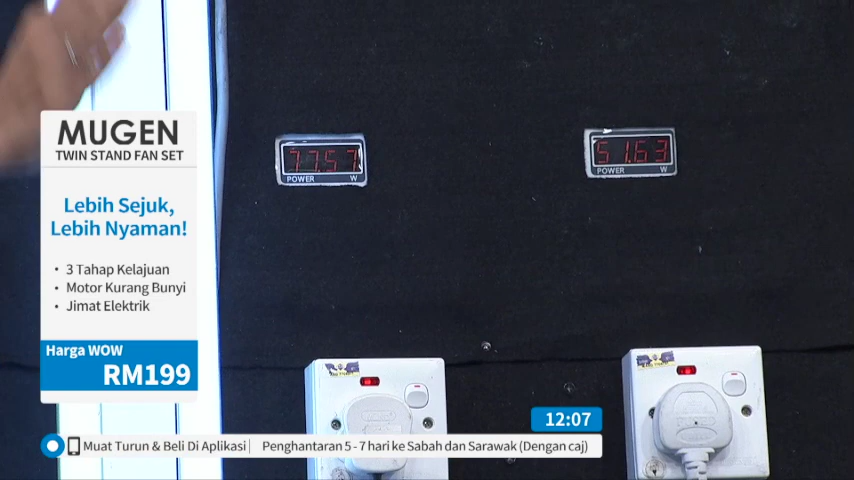 MUGEN
TWIN STAND FAN SET
Lebih Sejuk,
Lebih Nyaman!
• 3 Tahap Kelajuan
• Motor Kurang Bunyi
• Jimat Elektrik
Harga WOW
RM199
77.57
POWER W
51.63
POWER W
12:07
Muat Turun & Beli Di Aplikasi | Penghantaran 5 - 7 hari ke Sabah dan Sarawak (Dengan caj)